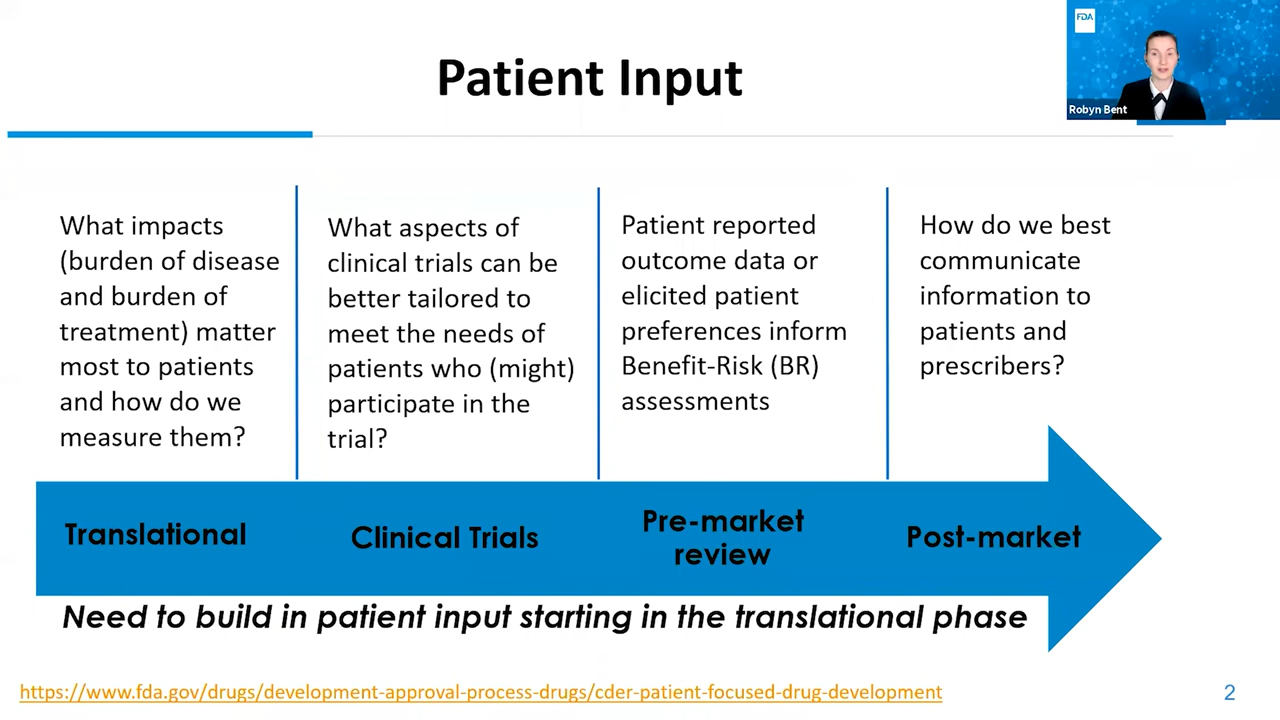 Patient Input
FDA
Robyn Bent
What impacts
(burden of disease
and burden of
treatment) matter
most to patients
and how do we
measure them?
What aspects of
clinical trials can be
better tailored to
meet the needs of
patients who (might)
participate in the
trial?
Patient reported
outcome data or
elicited patient
preferences inform
Benefit-Risk (BR)
assessments
How do we best
communicate
information to
patients and
prescribers?
Translational
Clinical Trials
Pre-market
review
Post-market
Need to build in patient input starting in the translational phase
https://www.fda.gov/drugs/development-approval-process-drugs/cder-patient-focused-drug-development
2